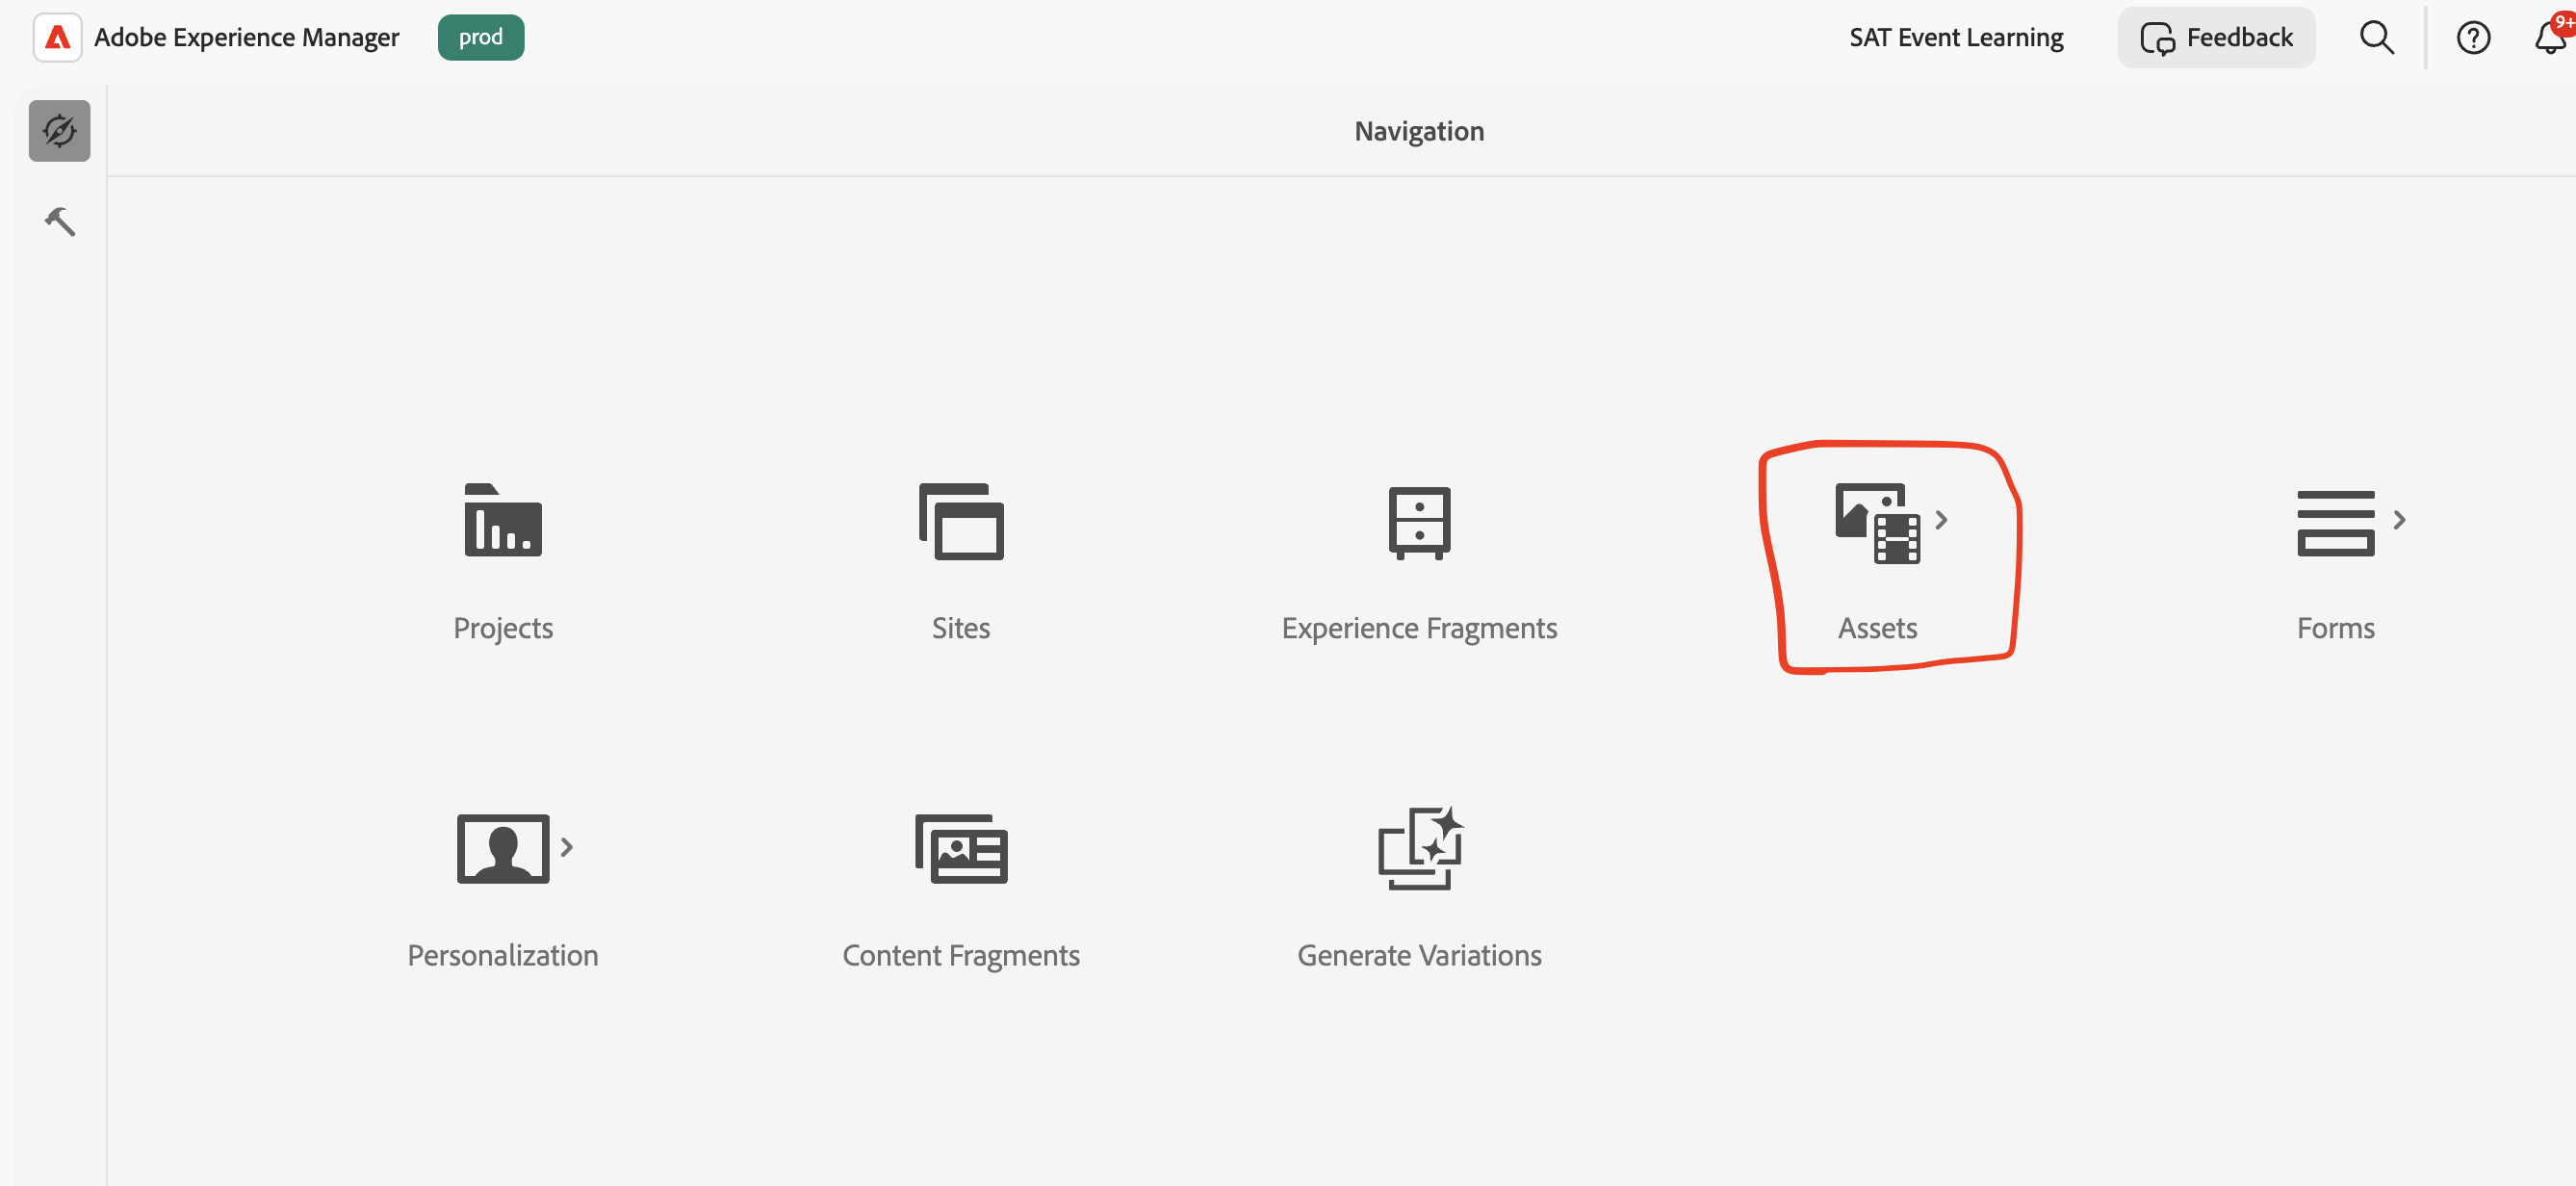 Adobe Experience Manager prod SAT Event Learning Feedback 9+
Navigation
Projects Sites Experience Fragments Assets Forms
Personalization Content Fragments Generate Variations